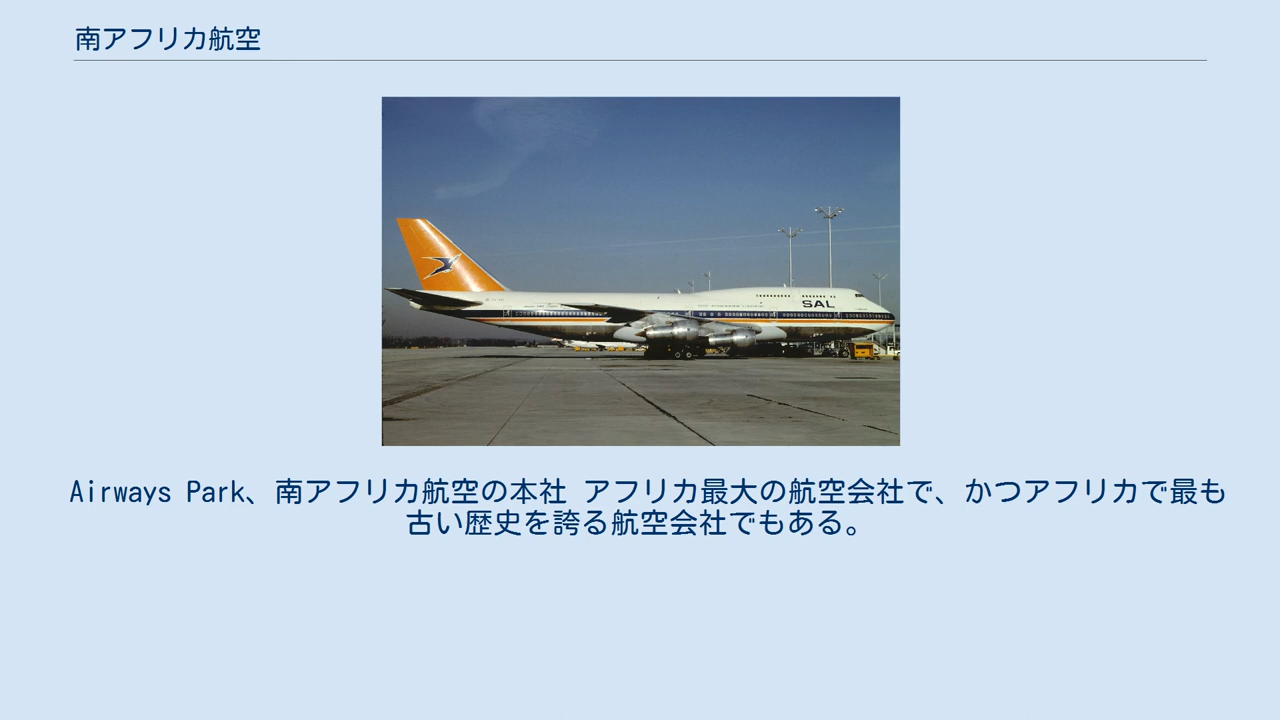 南アフリカ航空
SAL
Airways Park、南アフリカ航空の本社 アフリカ最大の航空会社で、かつアフリカで最も
古い歴史を誇る航空会社でもある。